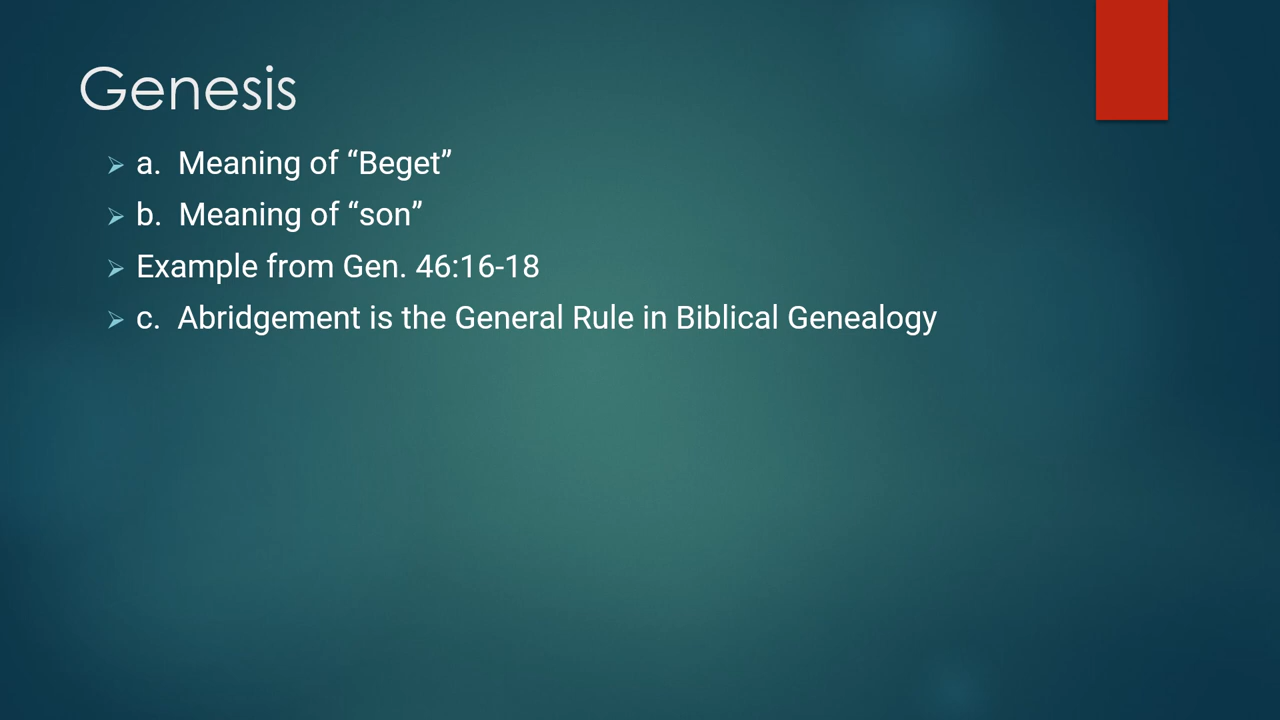 Genesis
a. Meaning of “Beget”
b. Meaning of “son”
Example from Gen. 46:16-18
c. Abridgement is the General Rule in Biblical Genealogy